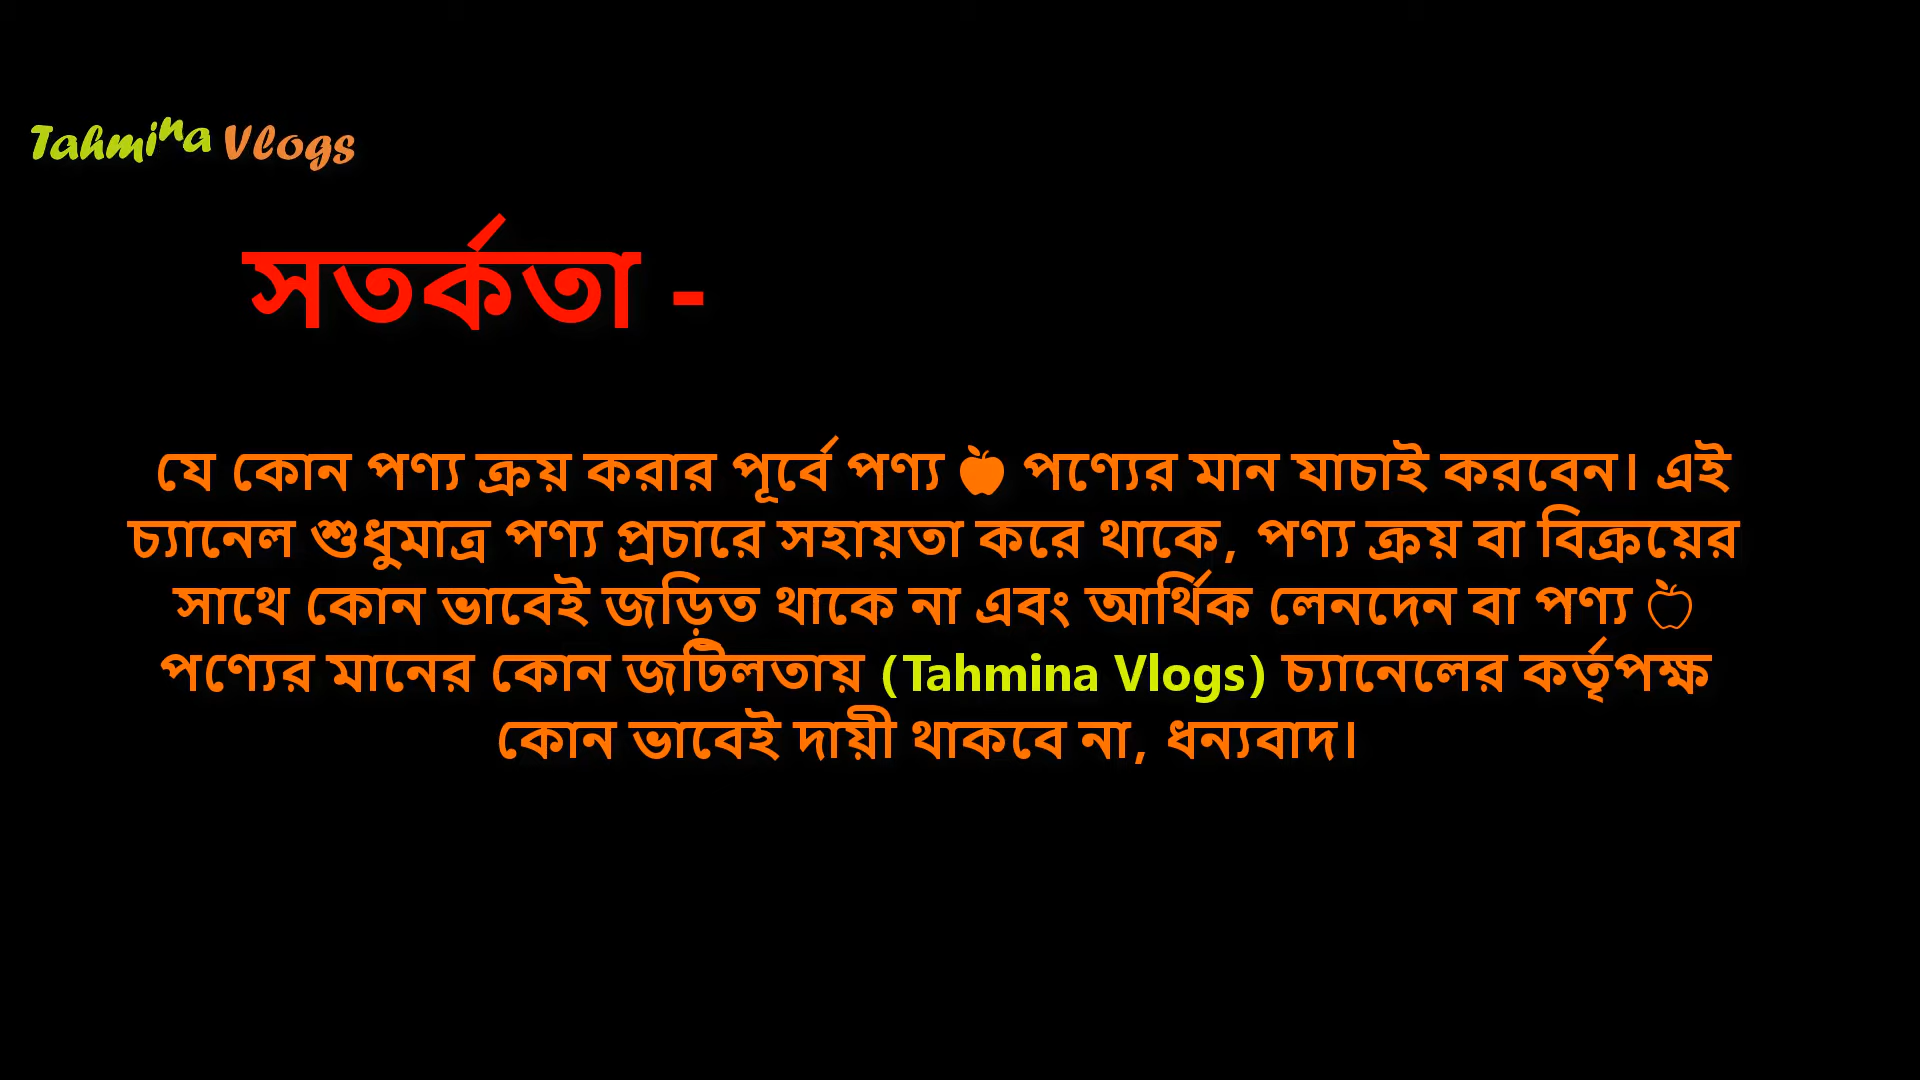 Tahmina Vlogs
সতর্কতা -
যে কোন পণ্য ক্রয় করার পূর্বে পণ্য 🍎 পণ্যের মান যাচাই করবেন। এই
চ্যানেল শুধুমাত্র পণ্য প্রচারে সহায়তা করে থাকে, পণ্য ক্রয় বা বিক্রয়ের
সাথে কোন ভাবেই জড়িত থাকে না এবং আর্থিক লেনদেন বা পণ্য 🍎
পণ্যের মানের কোন জটিলতায় (Tahmina Vlogs) চ্যানেলের কর্তৃপক্ষ
কোন ভাবেই দায়ী থাকবে না, ধন্যবাদ।